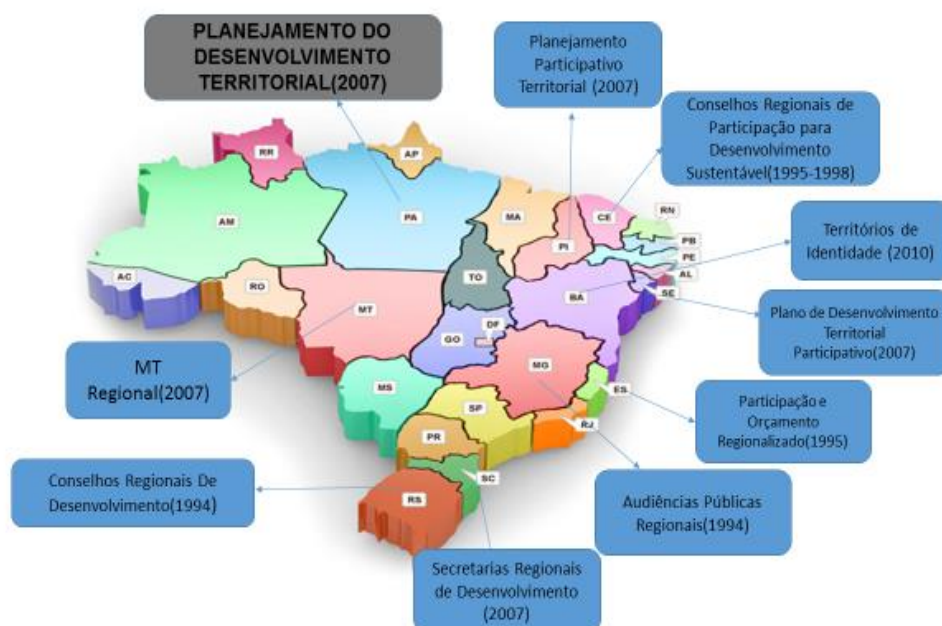 PLANEJAMENTO DO
DESENVOLVIMENTO
TERRITORIAL(2007)
Planejamento
Participativo
Territorial (2007)
Conselhos Regionais de
Participação para
Desenvolvimento
Sustentável(1995-1998)
RR
AP
AM
PA
MA
CE
RN
PI
PB
PE
AL
SE
AC
RO
TO
BA
MT
DF
GO
MG
ES
MS
SP
RJ
PR
SC
RS
Territórios de
Identidade (2010)
Plano de Desenvolvimento
Territorial
Participativo(2007)
MT
Regional(2007)
Participação e
Orçamento
Regionalizado(1995)
Conselhos Regionais De
Desenvolvimento(1994)
Audiências Públicas
Regionais(1994)
Secretarias Regionais
de Desenvolvimento
(2007)